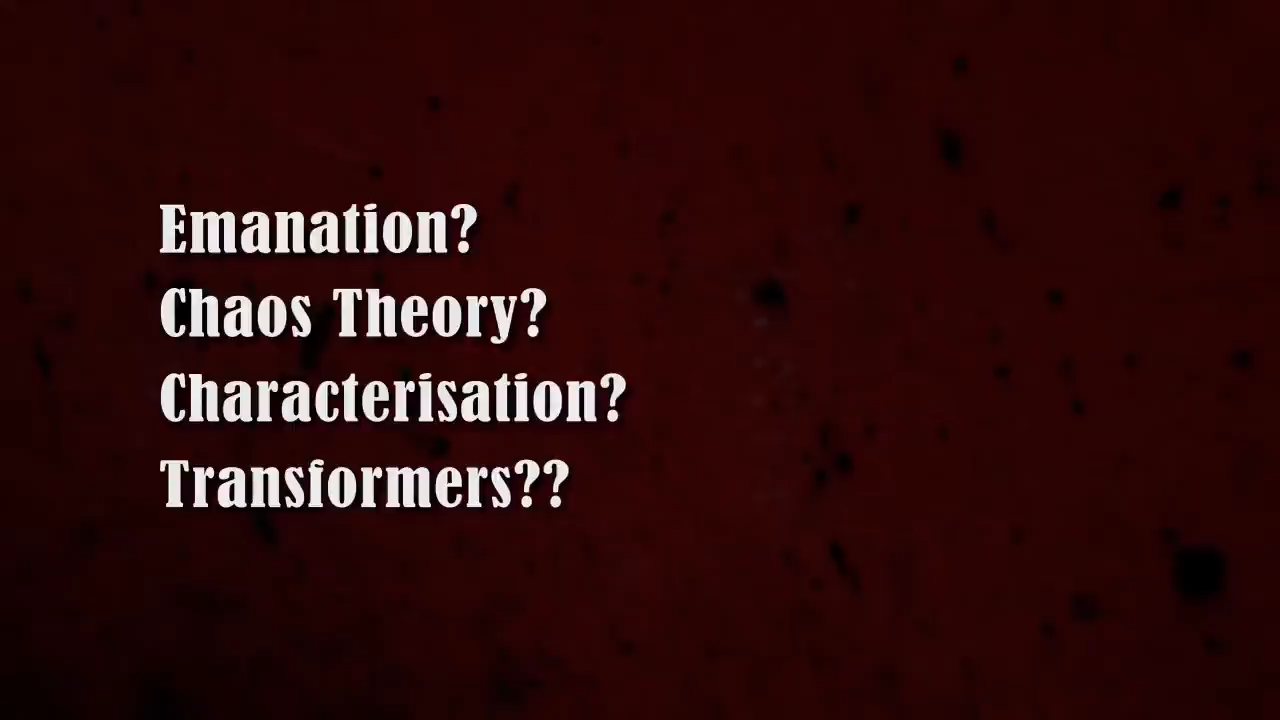 Emanation?
Chaos Theory?
Characterisation?
Transformers??